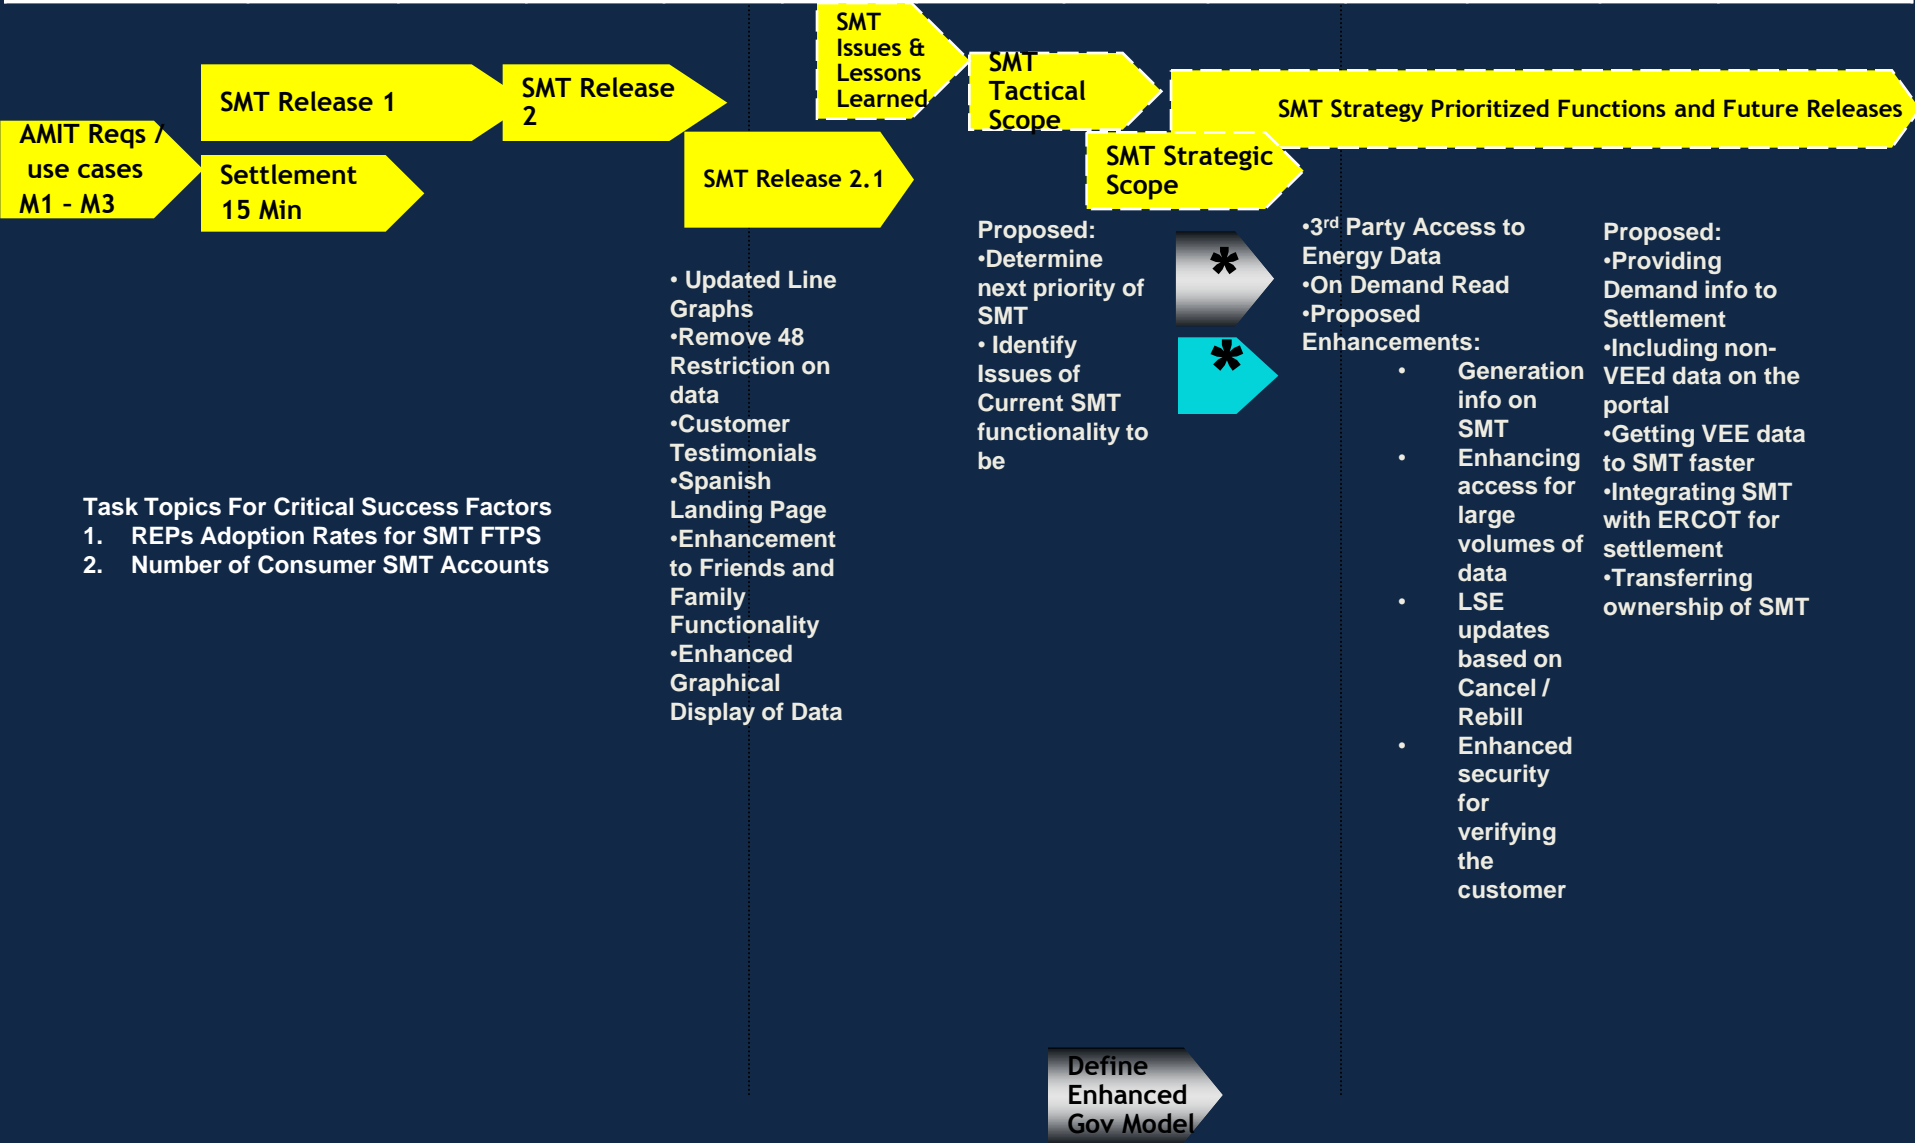 SMT
Issues &
Lessons
Learned
SMT
Tactical
Scope
SMT Release 1
SMT Release
2
SMT Strategy Prioritized Functions and Future Releases
AMIT Reqs /
use cases
M1 – M3
Settlement
15 Min
SMT Release 2.1
SMT Strategic
Scope
• Updated Line
Graphs
•Remove 48
Restriction on
data
•Customer
Testimonials
•Spanish
Landing Page
•Enhancement
to Friends and
Family
Functionality
•Enhanced
Graphical
Display of Data
Proposed:
•Determine
next priority of
SMT
• Identify
Issues of
Current SMT
functionality to
be
*
*
•3rd Party Access to
Energy Data
•On Demand Read
•Proposed
Enhancements:
• Generation
info on
SMT
• Enhancing
access for
large
volumes of
data
• LSE
updates
based on
Cancel /
Rebill
• Enhanced
security
for
verifying
the
customer
Proposed:
•Providing
Demand info to
Settlement
•Including non-
VEEd data on the
portal
•Getting VEE data
to SMT faster
•Integrating SMT
with ERCOT for
settlement
•Transferring
ownership of SMT
Task Topics For Critical Success Factors
1. REPs Adoption Rates for SMT FTPS
2. Number of Consumer SMT Accounts
Define
Enhanced
Gov Model